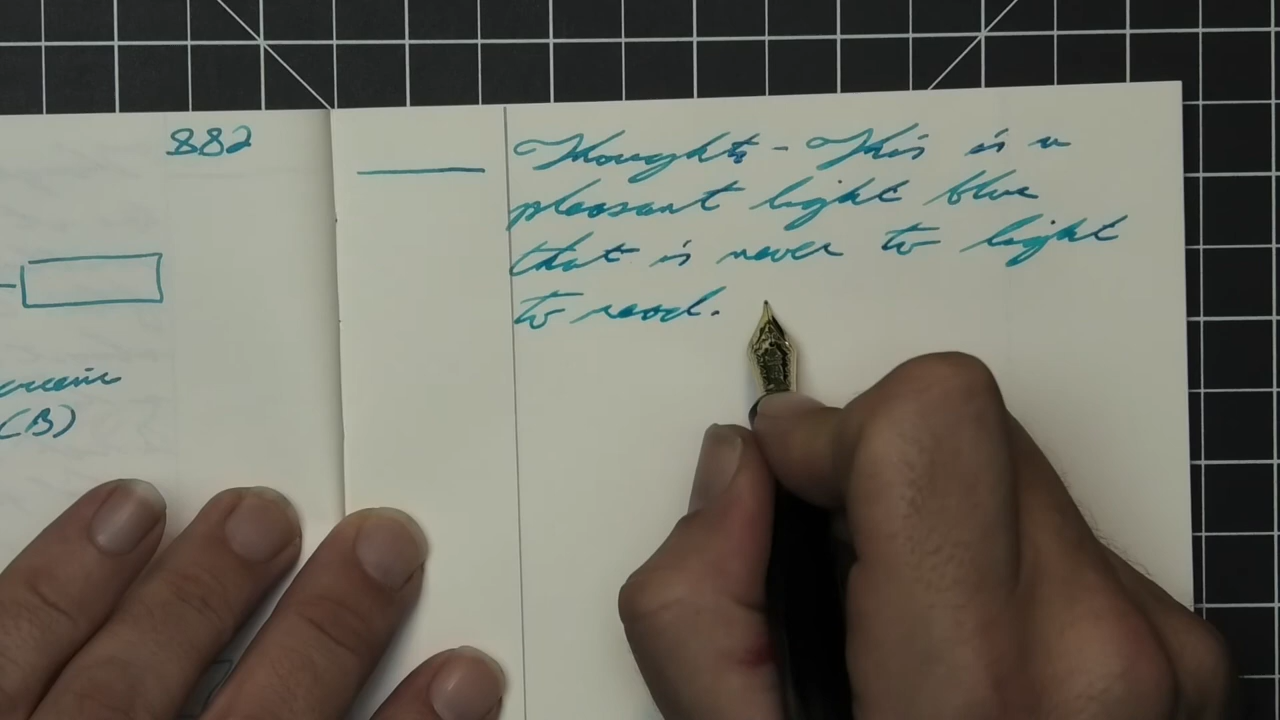 882
(B)
Thoughts - This is a
pleasant light blue
that is never to light
to read.